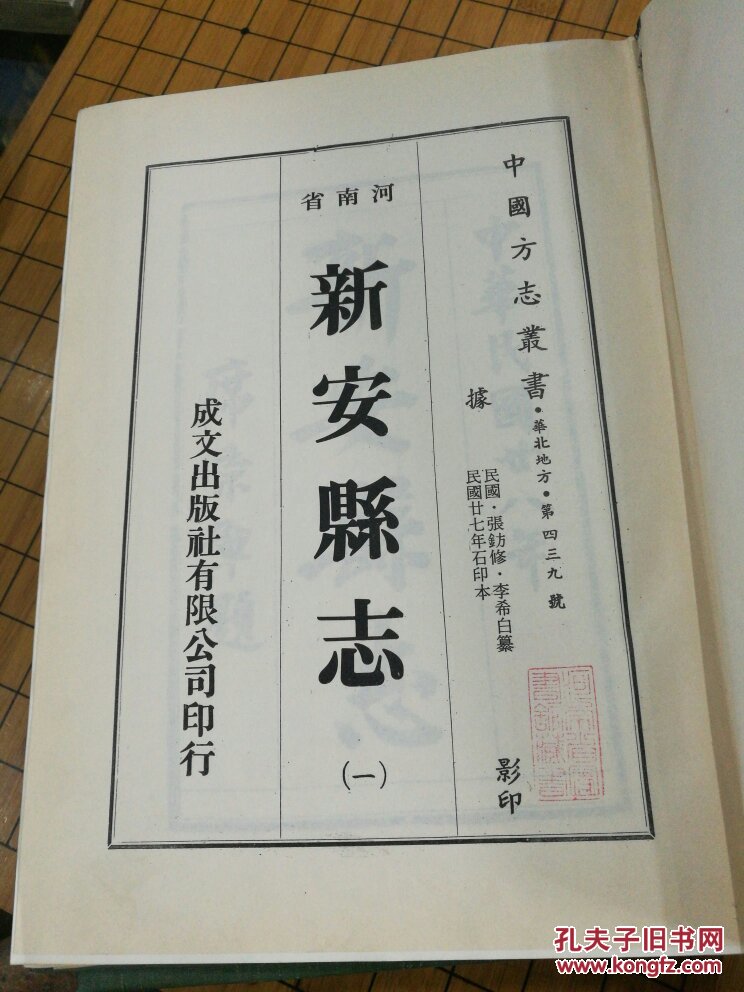 中國方志叢書·華北地方·第四三九號
據
民國·張鈁修·李希白纂
民國廿七年石印本
影印
河南省
新安縣志
(一)
成文出版社有限公司印行
孔夫子旧书网
www.kongfz.com